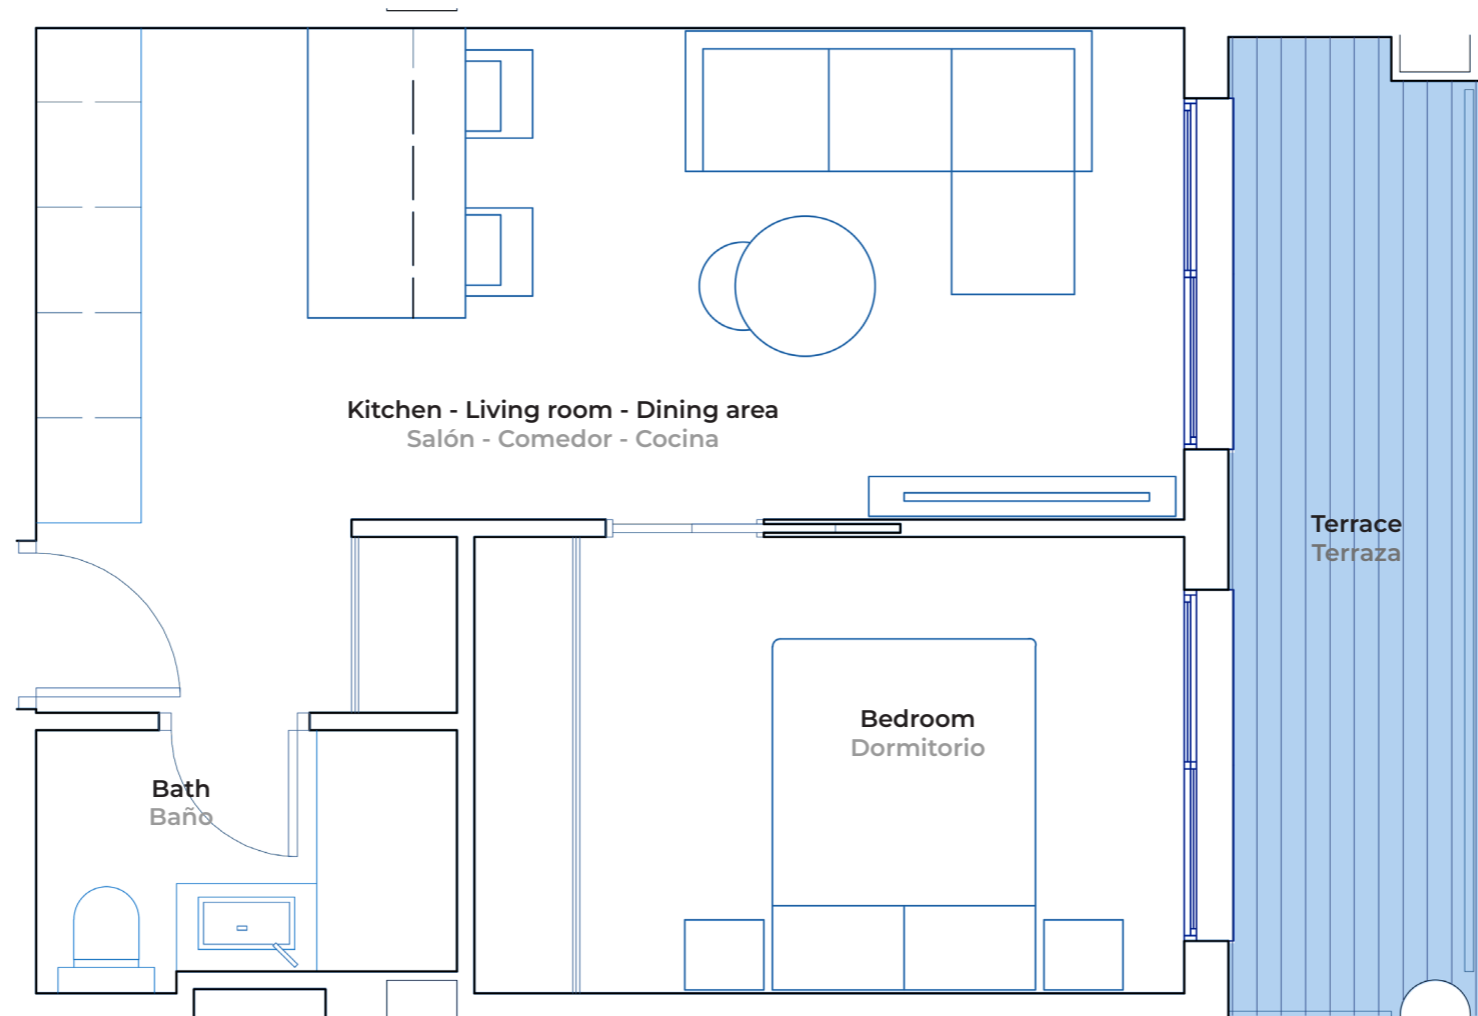 Kitchen - Living room - Dining area
Salón - Comedor - Cocina
Terrace
Terraza
Bedroom
Dormitorio
Bath
Baño